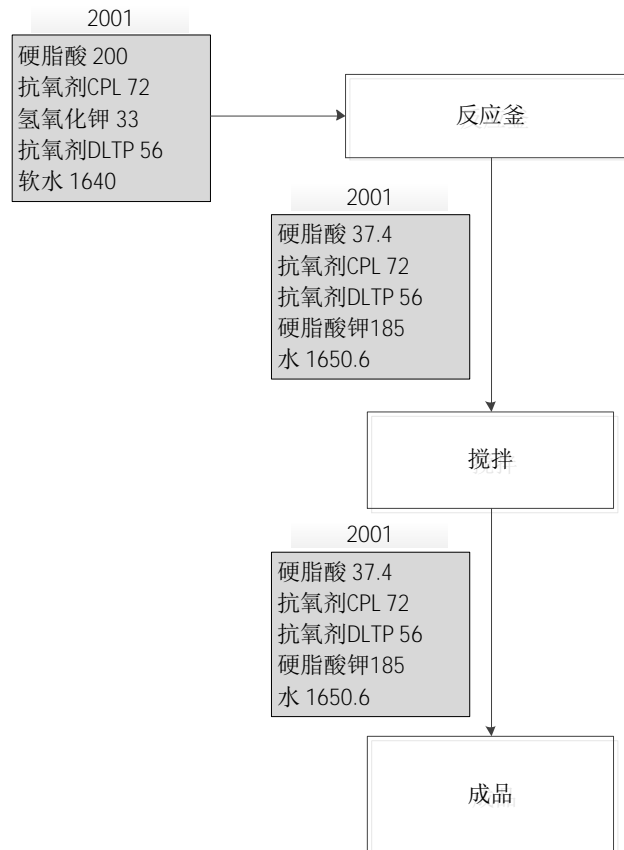 2001
硬脂酸 200
抗氧剂CPL 72
氢氧化钾 33
抗氧剂DLTP 56
软水 1640
反应釜
2001
硬脂酸 37.4
抗氧剂CPL 72
抗氧剂DLTP 56
硬脂酸钾185
水 1650.6
搅拌
2001
硬脂酸 37.4
抗氧剂CPL 72
抗氧剂DLTP 56
硬脂酸钾185
水 1650.6
成品